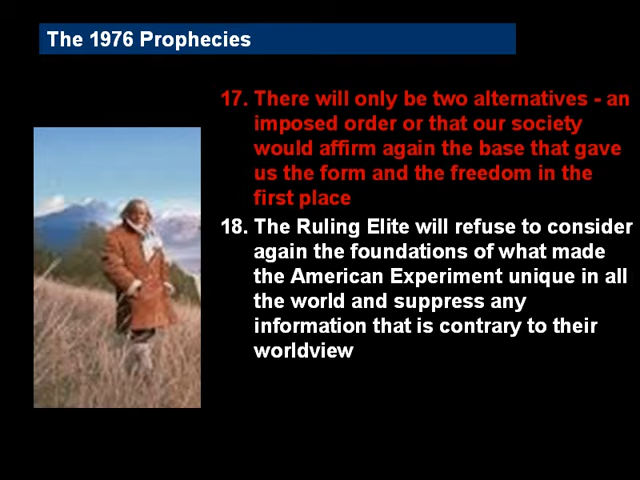 The 1976 Prophecies
17. There will only be two alternatives - an
imposed order or that our society
would affirm again the base that gave
us the form and the freedom in the
first place
18. The Ruling Elite will refuse to consider
again the foundations of what made
the American Experiment unique in all
the world and suppress any
information that is contrary to their
worldview